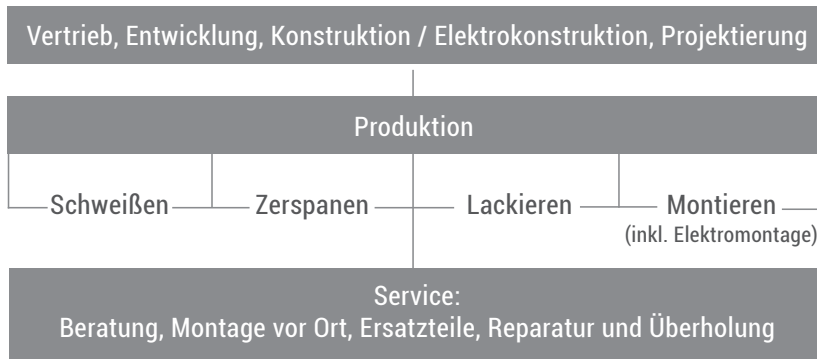 Vertrieb, Entwicklung, Konstruktion / Elektrokonstruktion, Projektierung
Produktion
Schweißen Zerspanen Lackieren Montieren
(inkl. Elektromontage)
Service:
Beratung, Montage vor Ort, Ersatzteile, Reparatur und Überholung